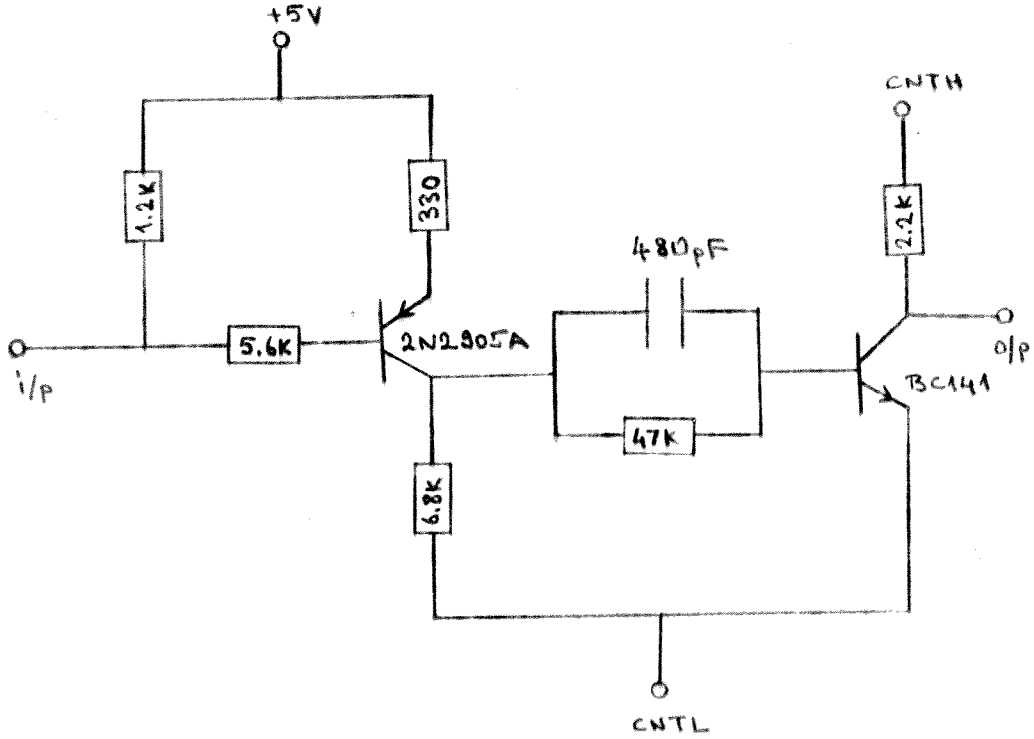 +5V
CNTH
1.2K
330
2.2K
480pF
5.6K
2N2905A
i/p
o/p
BC141
47K
6.8K
CNTL